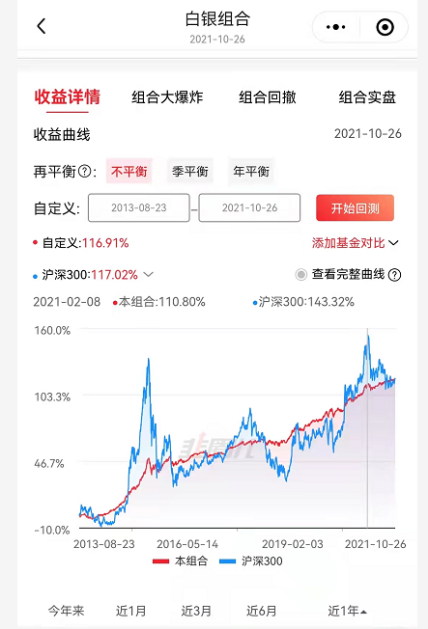 白银组合
2021-10-26
收益详情 组合大爆炸 组合回撤 组合实盘
收益曲线 2021-10-26
再平衡?: 不平衡 季平衡 年平衡
自定义: 2013-08-23 - 2021-10-26 开始回测
自定义:116.91% 添加基金对比
沪深300:117.02% 查看完整曲线?
2021-02-08 本组合:110.80% 沪深300:143.32%
160.0%
103.3%
46.7%
-10.0%
2013-08-23 2016-05-14 2019-02-03 2021-10-26
本组合 沪深300
今年来 近1月 近3月 近6月 近1年